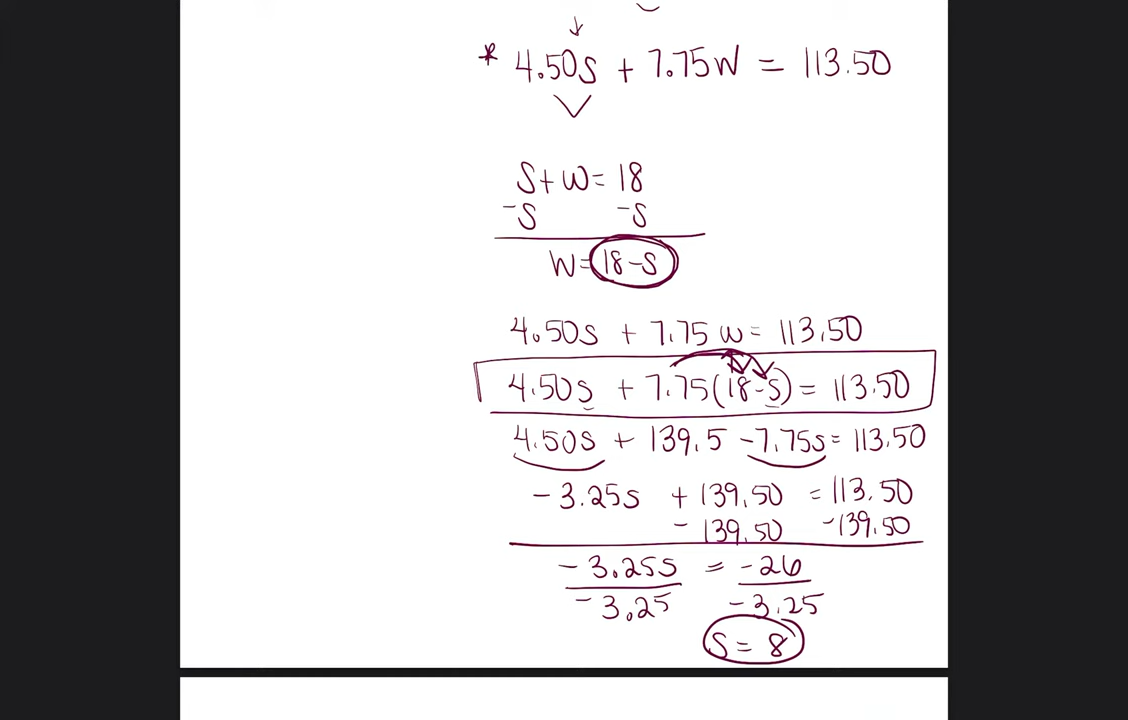 * 4.50S + 7.75W = 113.50
S+W= 18
-S -S
W= 18-S
4.50S + 7.75 W= 113.50
4.50S + 7.75(18-S) = 113.50
4.50S + 139.5 -7.75s= 113.50
-3.25s +139.50 =113.50
- 139.50 -139.50
-3.25S = -26
-3.25 -3.25
S = 8